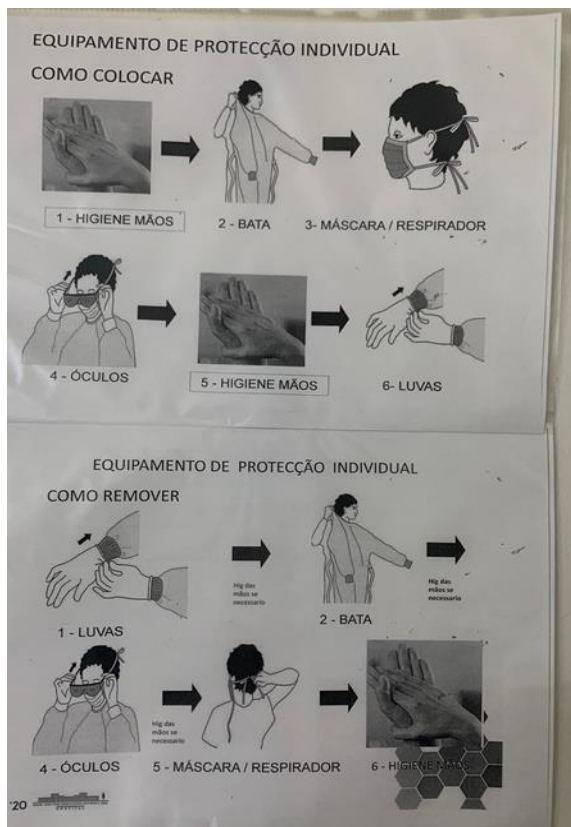 EQUIPAMENTO DE PROTECÇÃO INDIVIDUAL
COMO COLOCAR
1 - HIGIENE MÃOS
2 - BATA
3- MÁSCARA / RESPIRADOR
4 - ÓCULOS
5 - HIGIENE MÃOS
6- LUVAS
EQUIPAMENTO DE PROTECÇÃO INDIVIDUAL
COMO REMOVER
Hig das
mãos se
necessario
Hig das
mãos se
necessario
1 - LUVAS
2 - BATA
Hig das
mãos se
necessario
4 - ÓCULOS
5 - MÁSCARA / RESPIRADOR
6 - HIGIENE MÃOS
'20